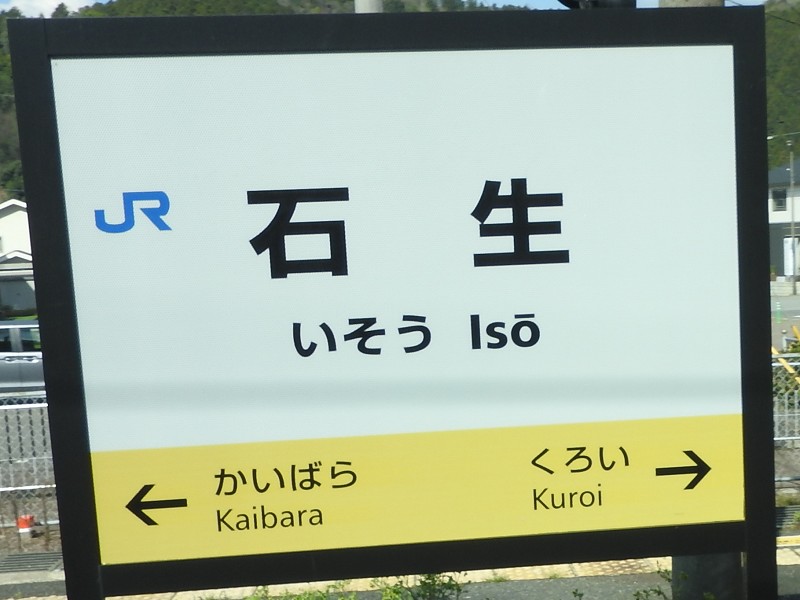 JR
石生
いそう Isō
かいばら
Kaibara
くろい
Kuroi